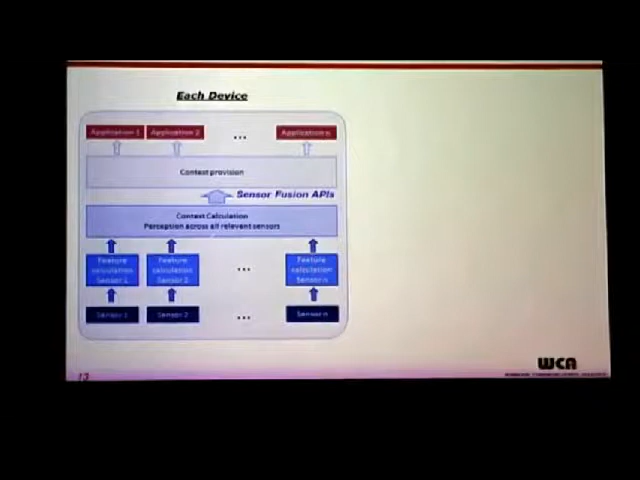 Each Device
Application 1 Application 2 ... Application n
Context provision
Sensor Fusion APIs
Context Calculation
Perception across all relevant sensors
Feature calculation Sensor 1
Feature calculation Sensor 2
...
Feature calculation Sensor n
Sensor 1 Sensor 2 ... Sensor n
WCA
13